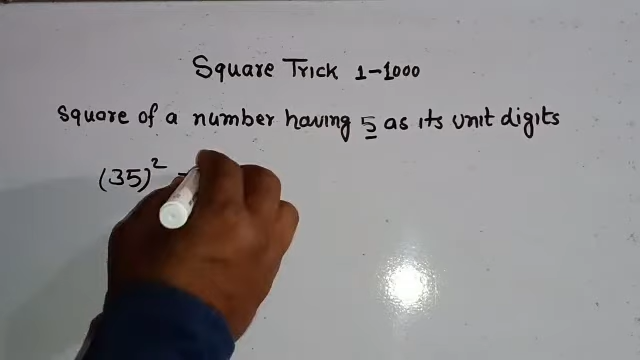 Square Trick 1-1000
Square of a number having 5 as its unit digits
(35)² =